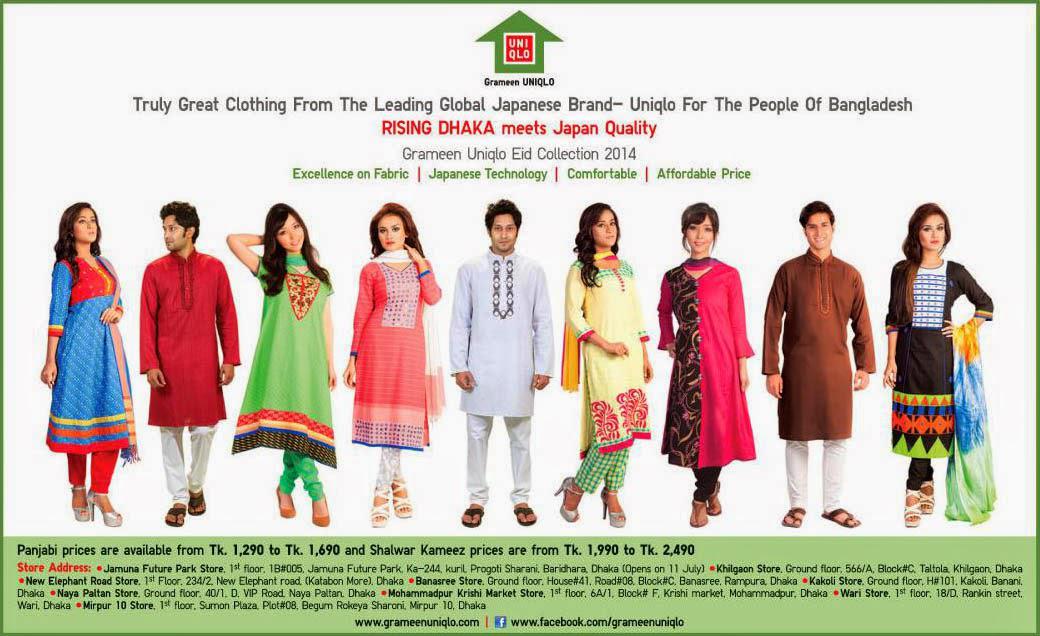 UNI
QLO
Grameen UNIQLO
Truly Great Clothing From The Leading Global Japanese Brand- Uniqlo For The People Of Bangladesh
RISING DHAKA meets Japan Quality
Grameen Uniqlo Eid Collection 2014
Excellence on Fabric | Japanese Technology | Comfortable | Affordable Price
Panjabi prices are available from Tk. 1,290 to Tk. 1,690 and Shalwar Kameez prices are from Tk. 1,990 to Tk. 2,490
Store Address: •Jamuna Future Park Store, 1st floor, 1B#005, Jamuna Future Park, Ka-244, kuril, Progoti Sharani, Baridhara, Dhaka (Opens on 11 July) •Khilgaon Store, Ground floor, 566/A, Block#C, Taltola, Khilgaon, Dhaka
•New Elephant Road Store, 1st Floor, 234/2, New Elephant road, (Katabon More), Dhaka •Banasree Store, Ground floor, House#41, Road#08, Block#C, Banasree, Rampura, Dhaka •Kakoli Store, Ground floor, H#101, Kakoli, Banani,
Dhaka •Naya Paltan Store, Ground floor, 40/1, D, VIP Road, Naya Paltan, Dhaka •Mohammadpur Krishi Market Store, 1st floor, 6A/1, Block# F, Krishi market, Mohammadpur, Dhaka •Wari Store, 1st floor, 18/D, Rankin street,
Wari, Dhaka •Mirpur 10 Store, 1st floor, Sumon Plaza, Plot#08, Begum Rokeya Sharoni, Mirpur 10, Dhaka
www.grameenuniqlo.com | f www.facebook.com/grameenuniqlo